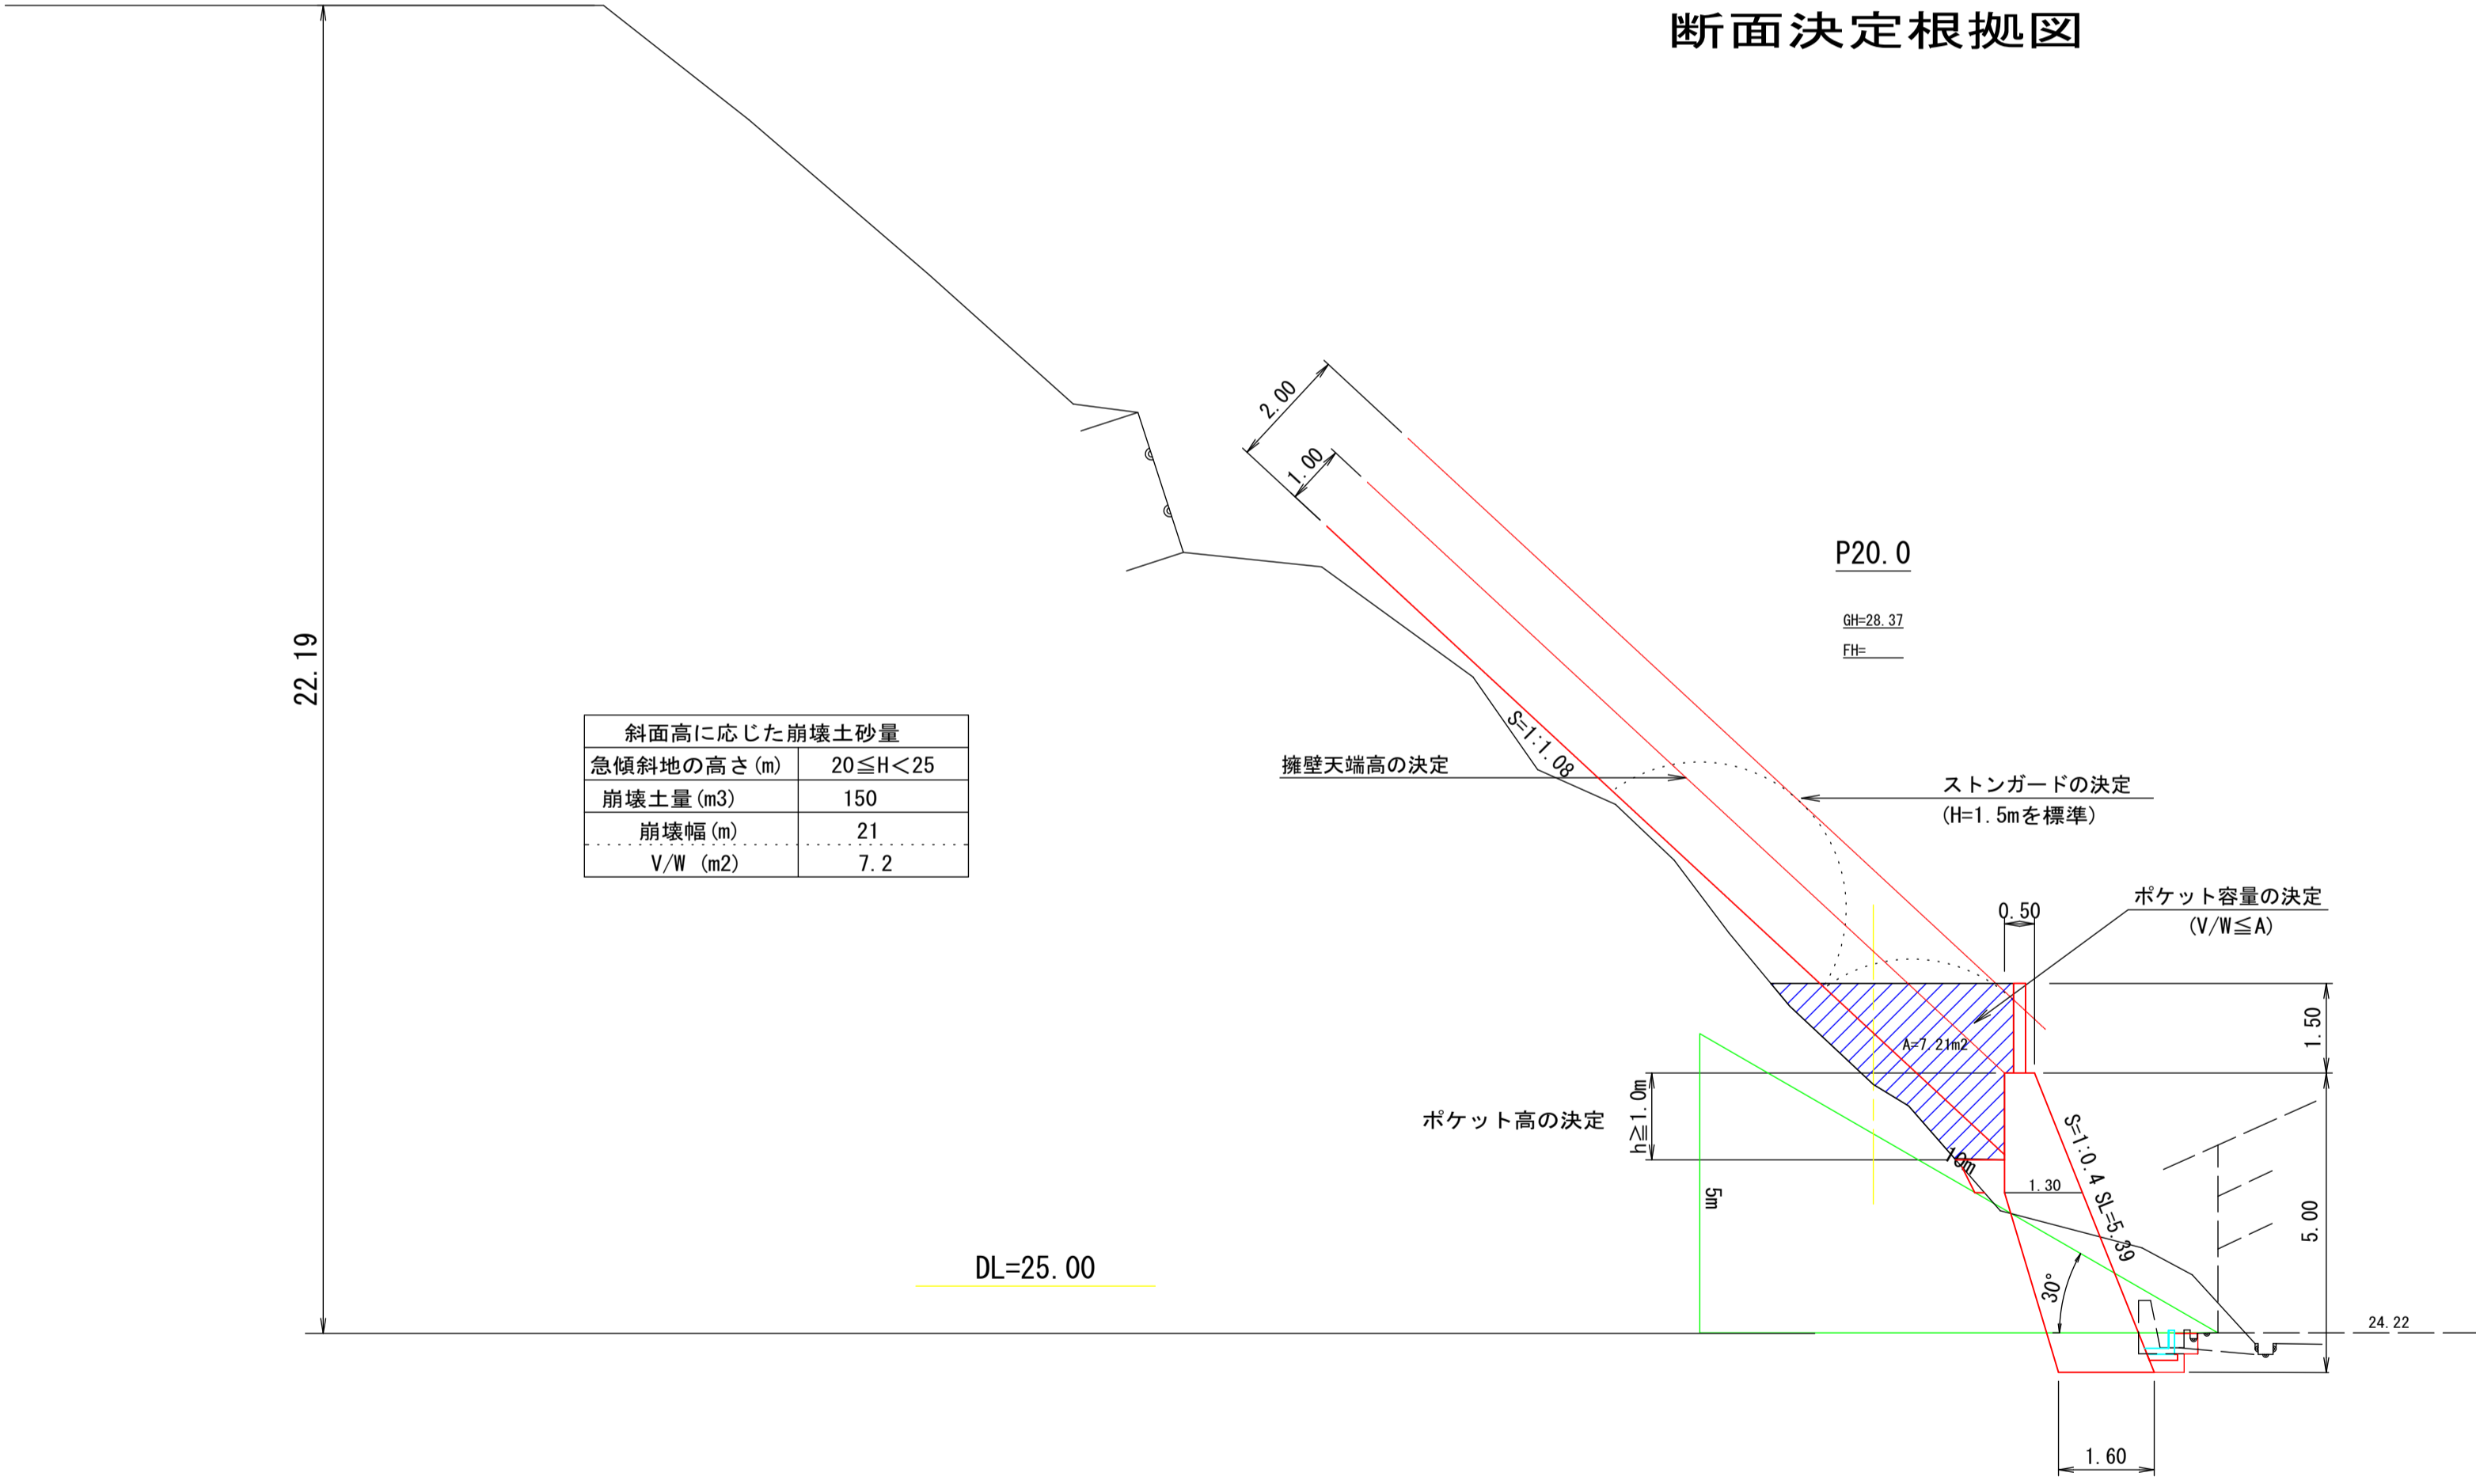 断面決定根拠図
2.00
1.00
P20.0
GH=28.37
FH=
22.19
斜面高に応じた崩壊土砂量
急傾斜地の高さ(m) 20≦H<25
崩壊土量(m3) 150
崩壊幅(m) 21
V/W (m2) 7.2
S=1:1.08
擁壁天端高の決定
ストンガードの決定
(H=1.5mを標準)
ポケット容量の決定
(V/W≦A)
0.50
1.50
A=7.21m2
ポケット高の決定
h≧1.0m
10m
5m
1.30
S=1:0.4 SL=5.39
5.00
DL=25.00
30°
24.22
1.60